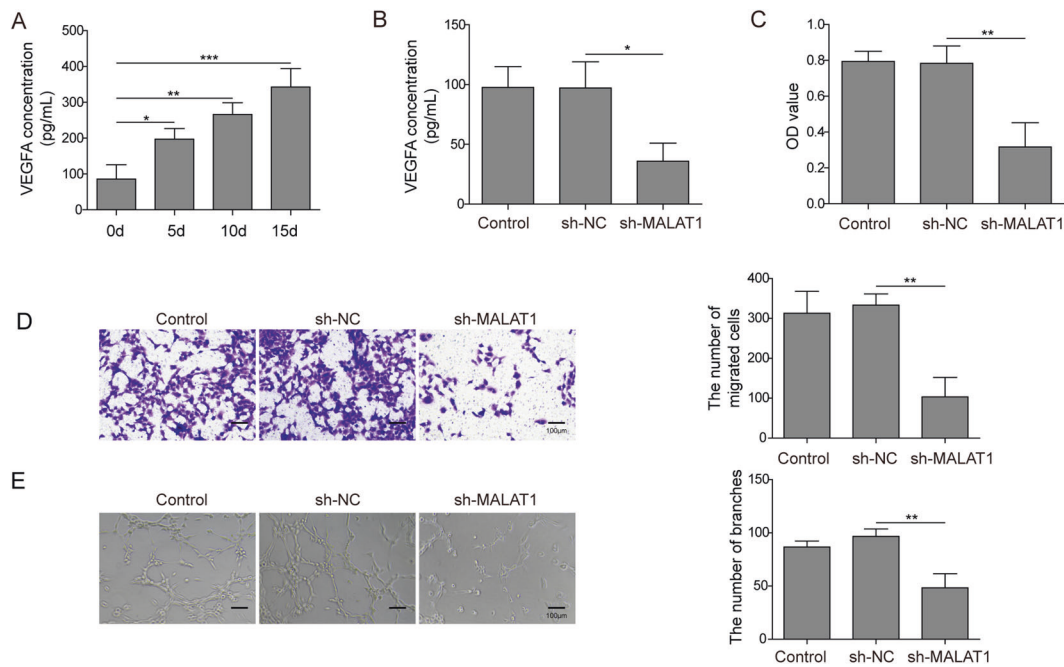 A
VEGFA concentration
(pg/mL)
500
400
300
200
100
0
***
**
*
0d 5d 10d 15d
B
VEGFA concentration
(pg/mL)
150
100
50
0
*
Control sh-NC sh-MALAT1
C
OD value
1.0
0.8
0.6
0.4
0.2
0.0
**
Control sh-NC sh-MALAT1
D
Control sh-NC sh-MALAT1
100μm
The number of
migrated cells
400
300
200
100
0
**
Control sh-NC sh-MALAT1
E
Control sh-NC sh-MALAT1
100μm
The number of branches
150
100
50
0
**
Control sh-NC sh-MALAT1